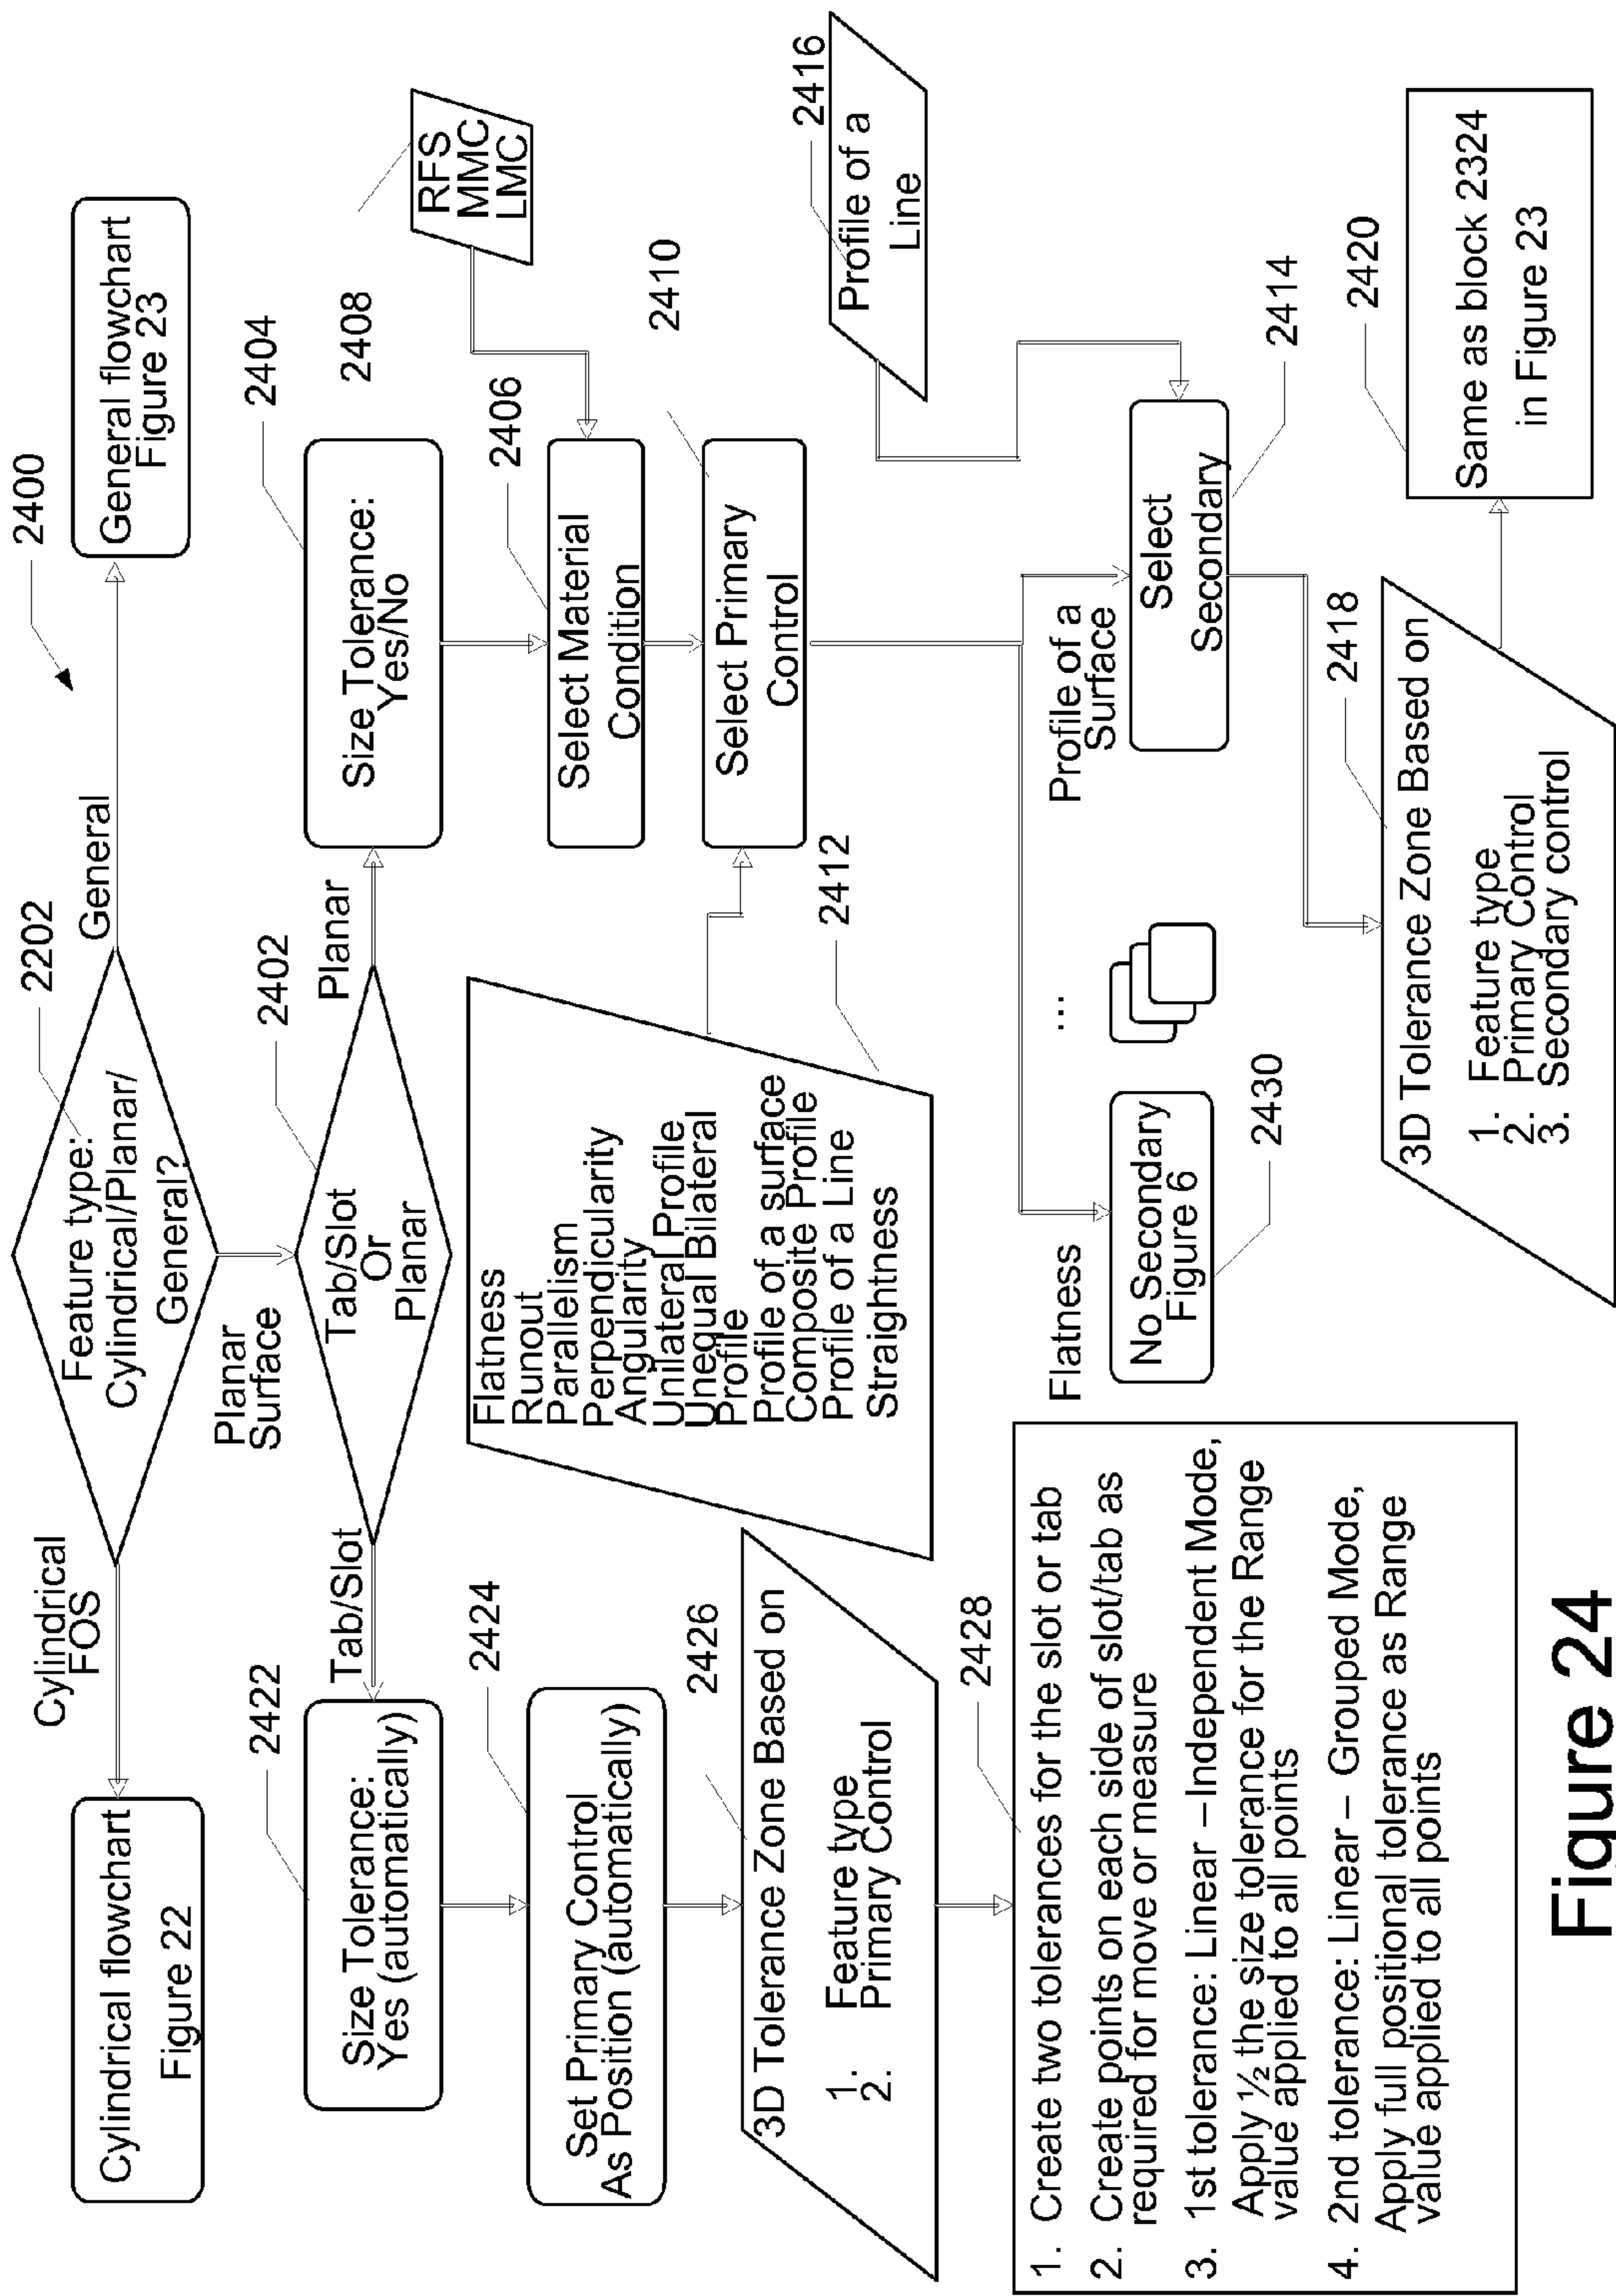 2400
2202
Feature type:
Cylindrical/Planar/
General?
Cylindrical
FOS
General
Cylindrical flowchart
Figure 22
General flowchart
Figure 23
Planar
Surface
2422
2402
2404
Tab/Slot
Or
Planar
Tab/Slot
Planar
Size Tolerance:
Yes (automatically)
Size Tolerance:
Yes/No
2408
RFS
MMC
LMC
2424
Set Primary Control
As Position (automatically)
2406
Select Material
Condition
2410
Select Primary
Control
Flatness
Runout
Parallelism
Perpendicularity
Angularity
Unilateral Profile
Unequal Bilateral
Profile
Profile of a surface
Composite Profile
Profile of a Line
Straightness
2412
2426
3D Tolerance Zone Based on
1. Feature type
2. Primary Control
2416
Profile of a
Line
2428
1. Create two tolerances for the slot or tab
2. Create points on each side of slot/tab as
required for move or measure
3. 1st tolerance: Linear –Independent Mode,
Apply ½ the size tolerance for the Range
value applied to all points
4. 2nd tolerance: Linear – Grouped Mode,
Apply full positional tolerance as Range
value applied to all points
Flatness
...
Profile of a
Surface
No Secondary
Figure 6
2430
Select
Secondary
2414
2418
3D Tolerance Zone Based on
1. Feature type
2. Primary Control
3. Secondary control
2420
Same as block 2324
in Figure 23
Figure 24